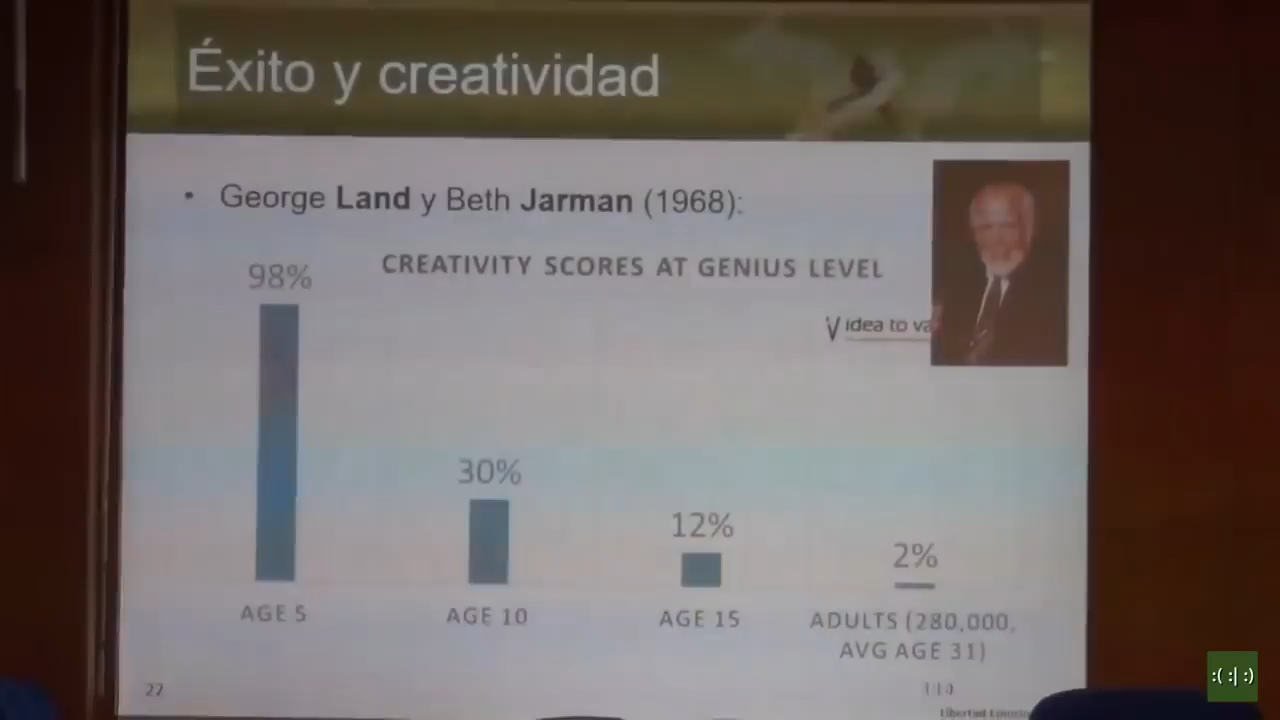 Éxito y creatividad
• George Land y Beth Jarman (1968):
CREATIVITY SCORES AT GENIUS LEVEL
98%
idea to va
30%
12%
2%
AGE 5
AGE 10
AGE 15
ADULTS (280,000,
AVG AGE 31)
22
Libertad
:( :| :)